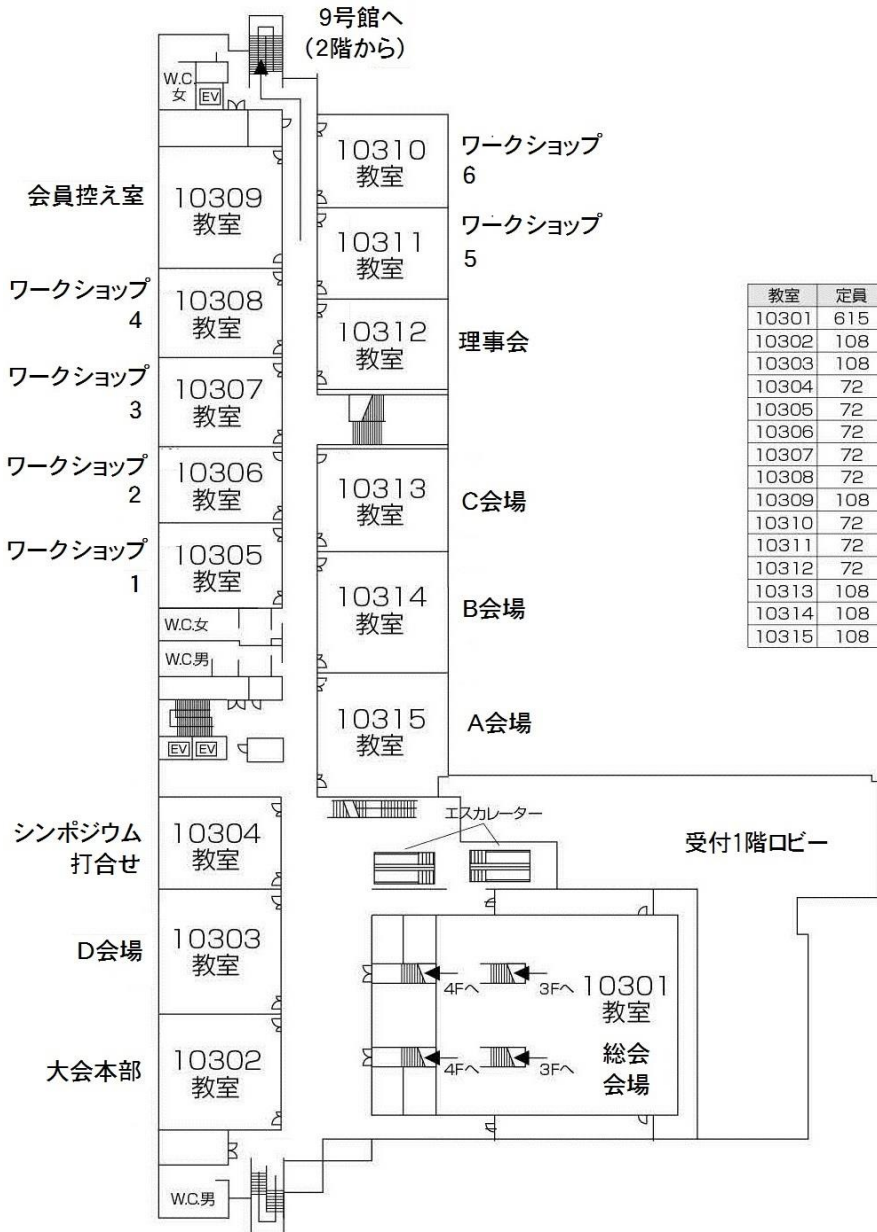 9号館へ
(2階から)
W.C.
女
EV
10310
教室
ワークショップ
6
会員控え室
10309
教室
10311
教室
ワークショップ
5
ワークショップ
4
10308
教室
10312
教室
理事会
ワークショップ
3
10307
教室
ワークショップ
2
10306
教室
10313
教室
C会場
ワークショップ
1
10305
教室
10314
教室
B会場
W.C.女
W.C.男
10315
教室
A会場
EV EV
教室 定員
10301 615
10302 108
10303 108
10304 72
10305 72
10306 72
10307 72
10308 72
10309 108
10310 72
10311 72
10312 72
10313 108
10314 108
10315 108
エスカレーター
受付1階ロビー
シンポジウム
打合せ
10304
教室
D会場
10303
教室
4Fへ
3Fへ
10301
教室
大会本部
10302
教室
4Fへ
3Fへ
総会
会場
W.C.男